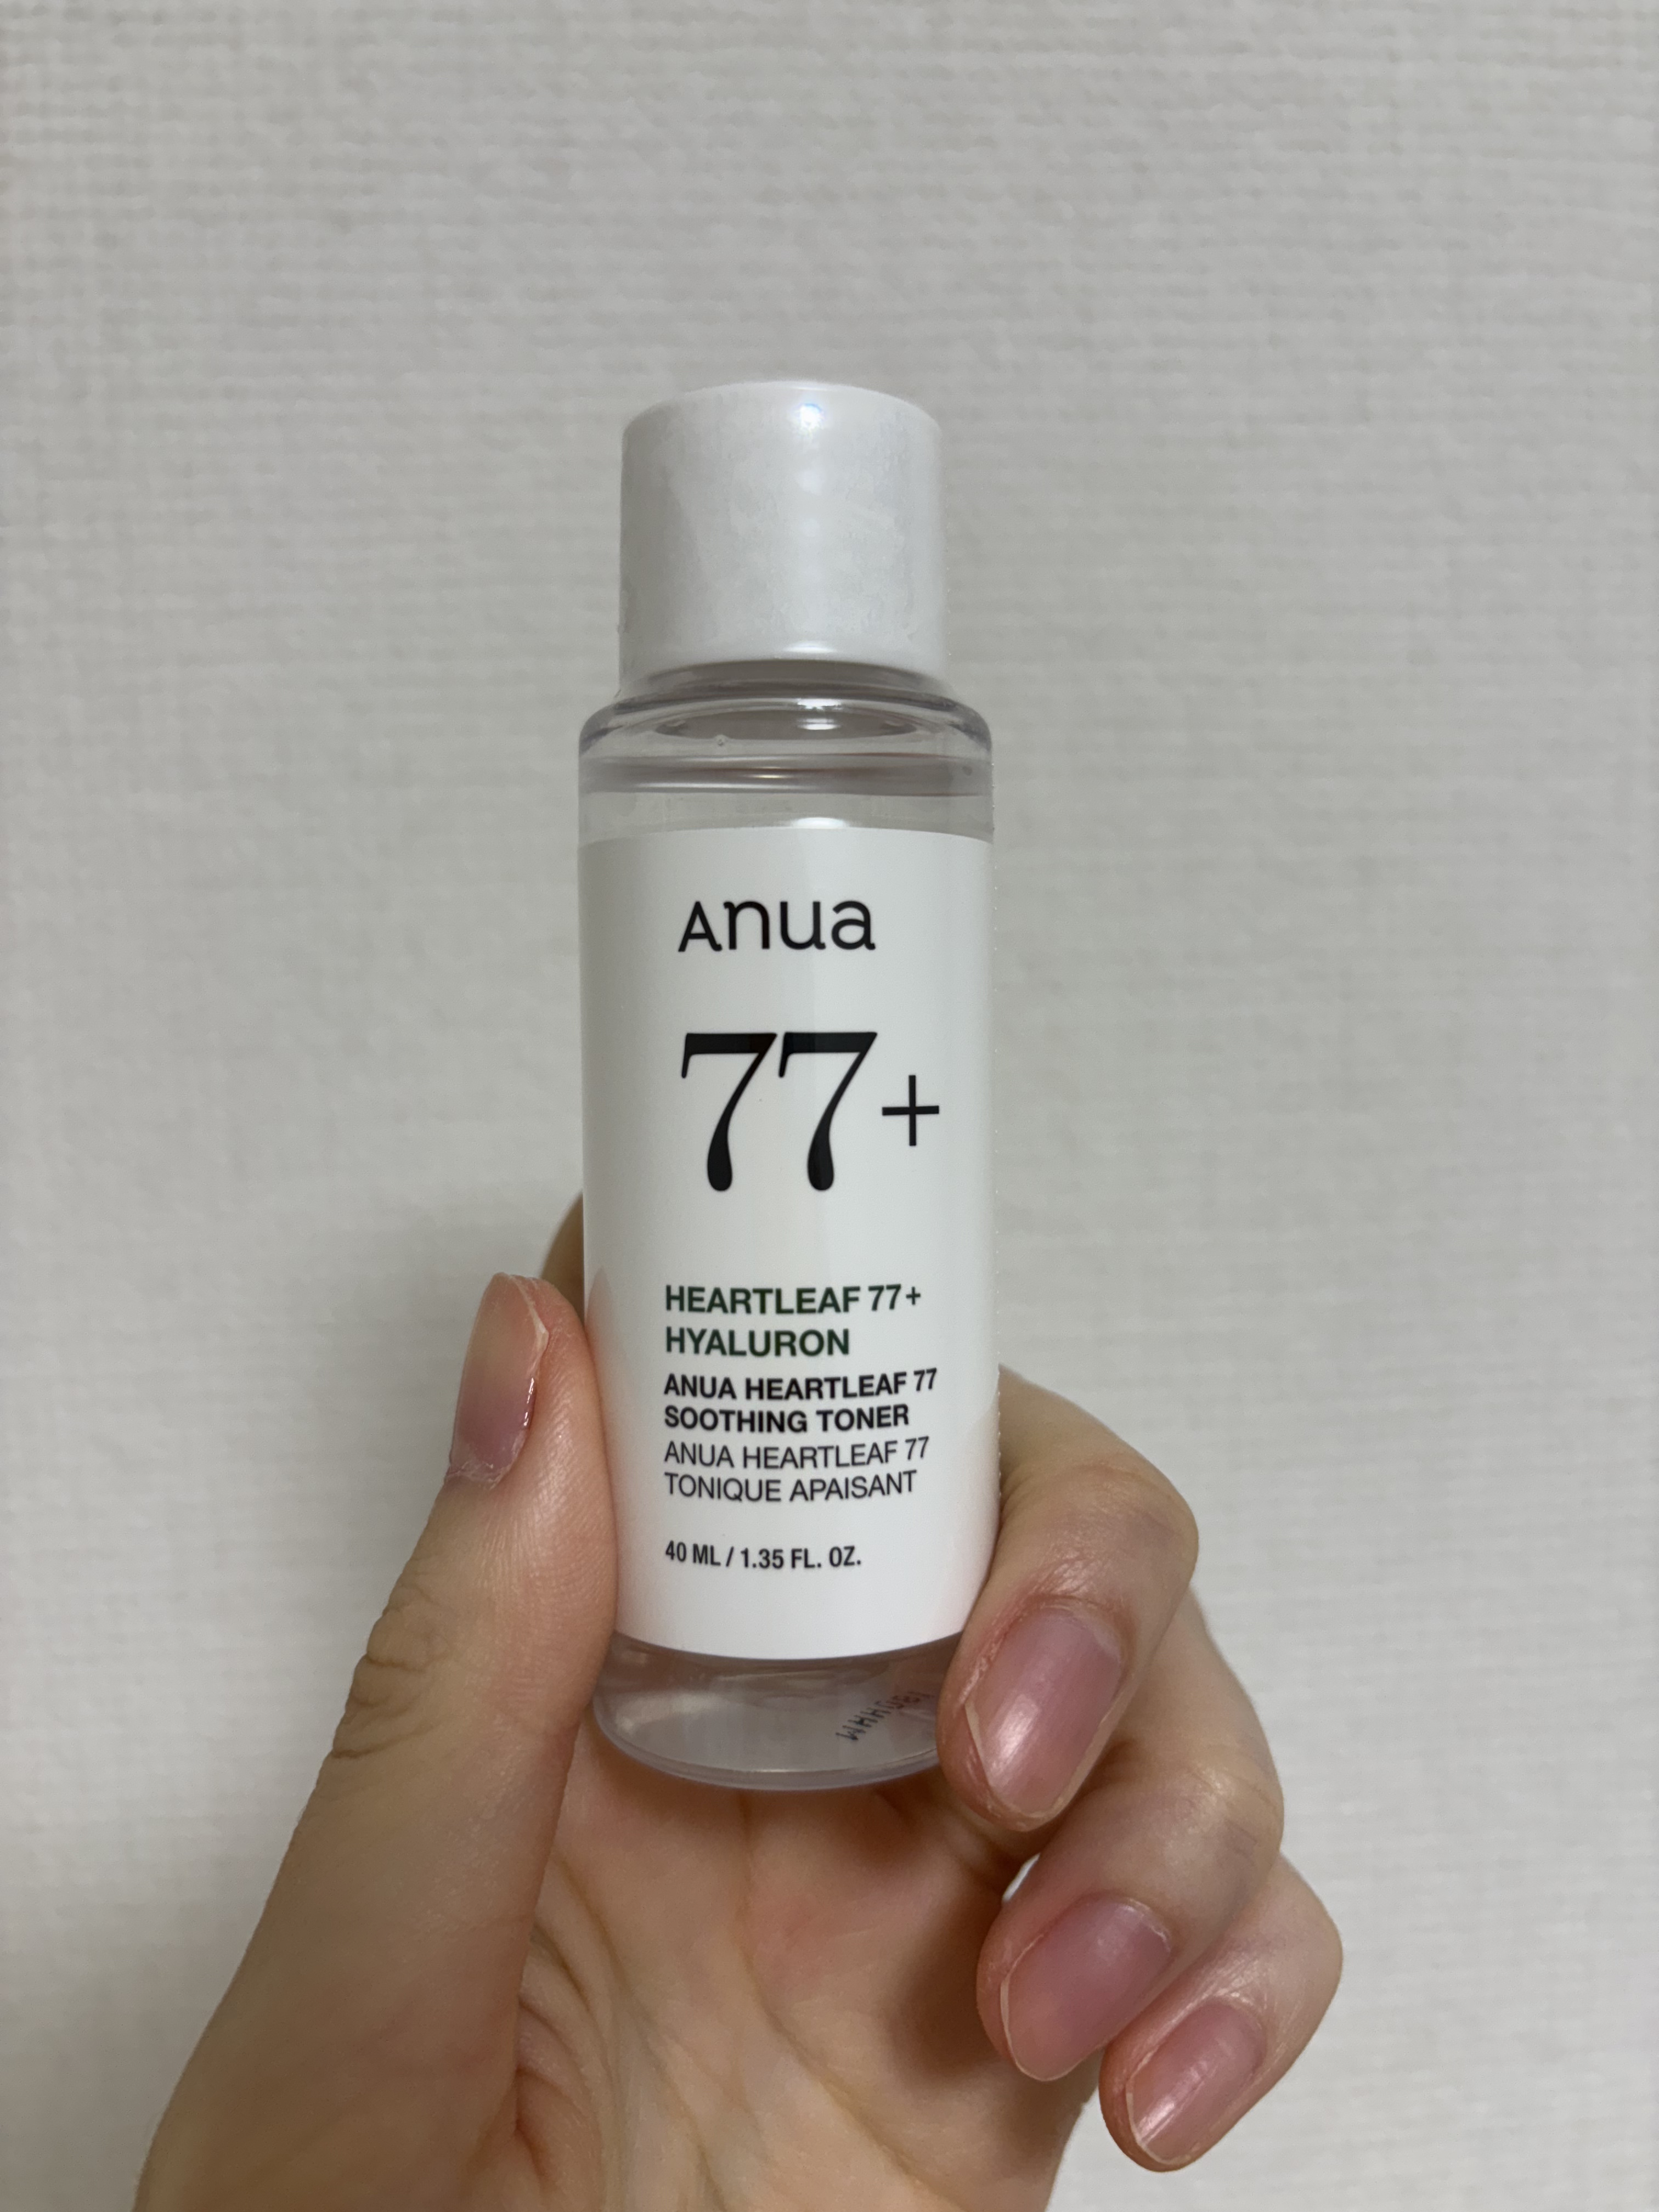 Anua
77+
HEARTLEAF 77+
HYALURON
ANUA HEARTLEAF 77
SOOTHING TONER
ANUA HEARTLEAF 77
TONIQUE APAISANT
40 ML / 1.35 FL. OZ.